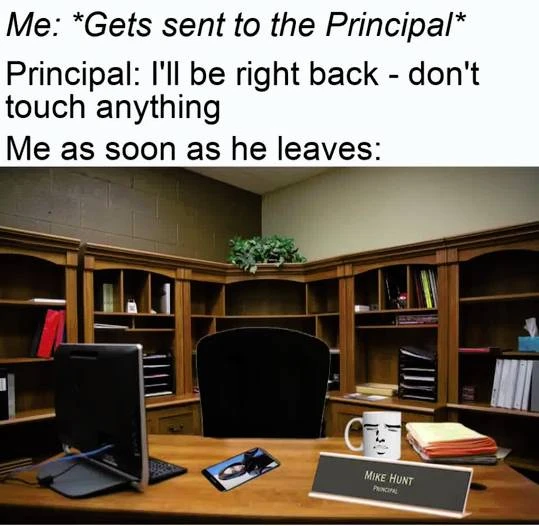 Me: *Gets sent to the Principal*
Principal: I'll be right back - don't
touch anything
Me as soon as he leaves:
MIKE HUNT
PRINCIPAL